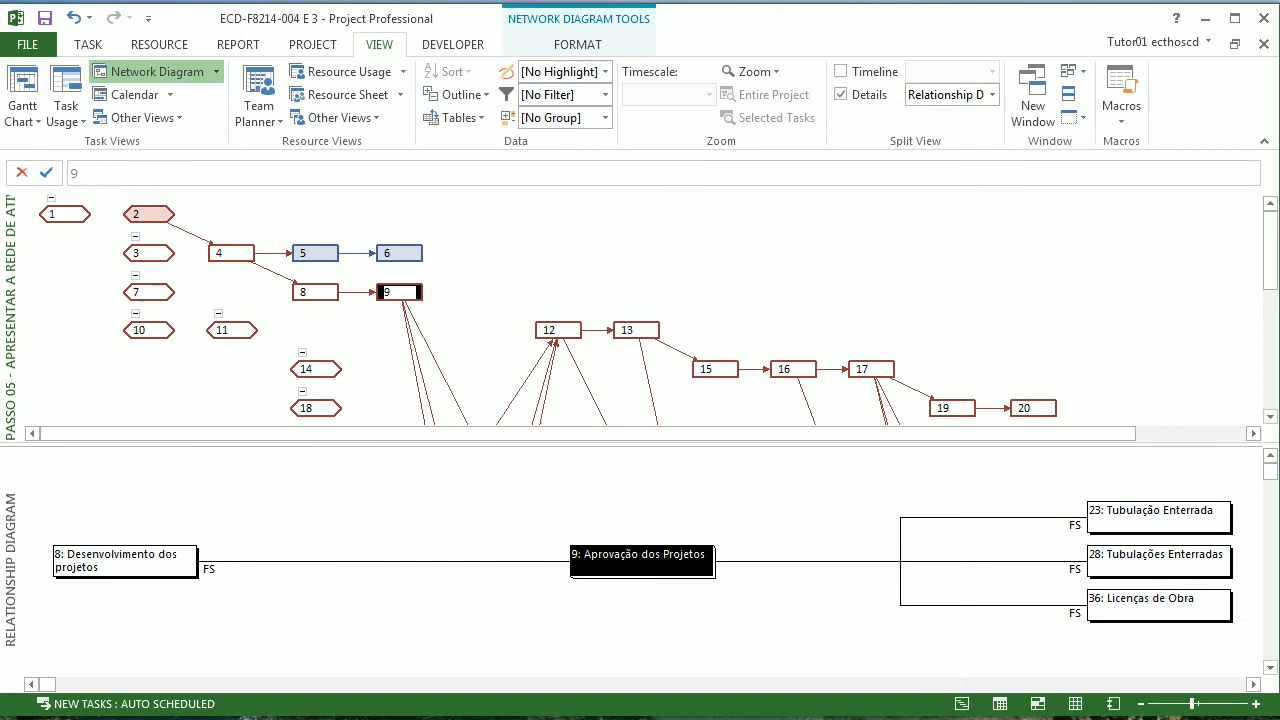 ECD-F8214-004 E 3 - Project Professional
NETWORK DIAGRAM TOOLS
?
FILE
TASK
RESOURCE
REPORT
PROJECT
VIEW
DEVELOPER
FORMAT
Tutor01 ecthoscd
Gantt
Chart
Task
Usage
Network Diagram
Calendar
Other Views
Task Views
Team
Planner
Resource Usage
Resource Sheet
Other Views
Resource Views
Sort
Outline
Tables
[No Highlight]
[No Filter]
[No Group]
Data
Timescale:
Zoom
Entire Project
Selected Tasks
Zoom
Timeline
Details
Relationship D
Split View
New
Window
Window
Macros
Macros
9
PASSO 05 - APRESENTAR A REDE DE ATI
1
2
3
4
5
6
7
8
9
10
11
12
13
14
15
16
17
18
19
20
RELATIONSHIP DIAGRAM
8: Desenvolvimento dos
projetos
FS
9: Aprovação dos Projetos
FS
23: Tubulação Enterrada
FS
28: Tubulações Enterradas
FS
36: Licenças de Obra
NEW TASKS : AUTO SCHEDULED